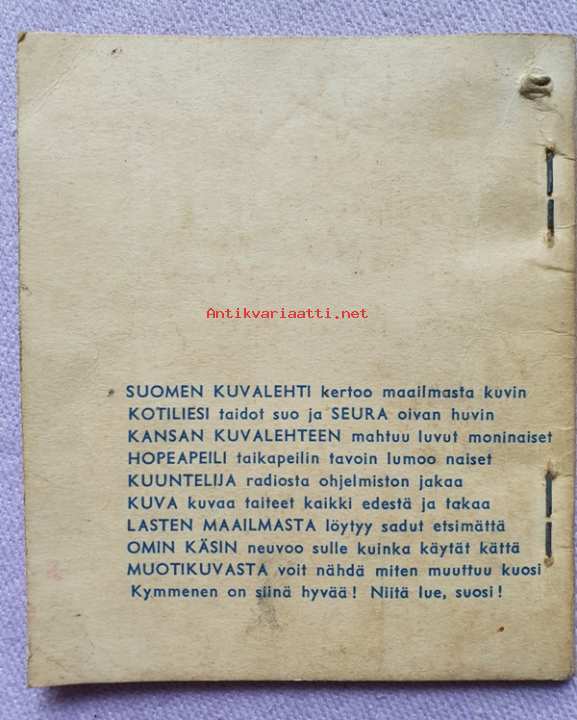 Antikvariaatti.net
SUOMEN KUVALEHTI kertoo maailmasta kuvin
KOTILIESI taidot suo ja SEURA oivan huvin
KANSAN KUVALEHTEEN mahtuu luvut moninaiset
HOPEAPEILI taikapeilin tavoin lumoo naiset
KUUNTELIJA radiosta ohjelmiston jakaa
KUVA kuvaa taiteet kaikki edestä ja takaa
LASTEN MAAILMASTA löytyy sadut etsimättä
OMIN KÄSIN neuvoo sulle kuinka käytät kättä
MUOTIKUVASTA voit nähdä miten muuttuu kuosi
Kymmenen on siinä hyvää! Niitä lue, suosi!